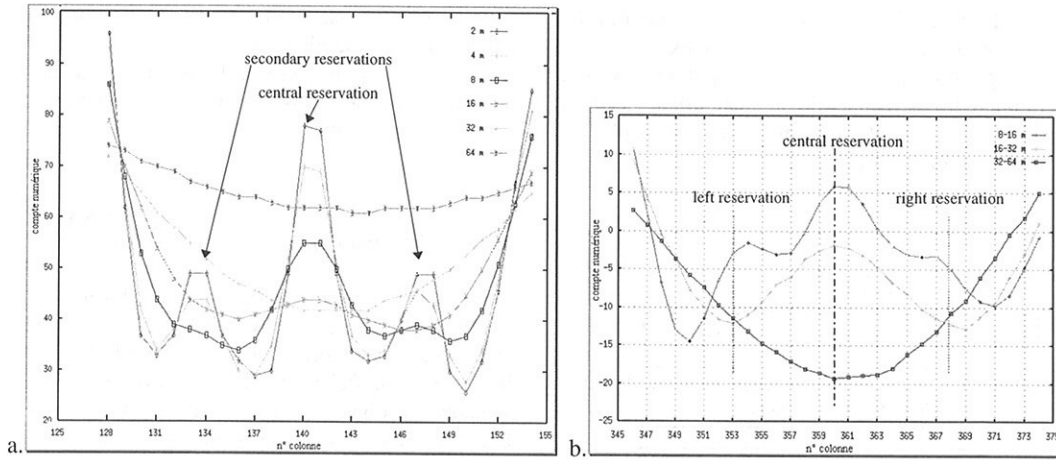 100
90
80
70
60
50
40
30
20
compte numérique
125
128
131
134
137
140
143
146
149
152
155
n° colonne
2 m
4 m
8 m
16 m
32 m
64 m
secondary reservations
central reservation
a.
15
10
5
0
-5
-10
-15
-20
-25
compte numérique
345
347
349
351
353
355
357
359
361
363
365
367
369
371
373
375
n° colonne
8-16 m
16-32 m
32-64 m
central reservation
left reservation
right reservation
b.